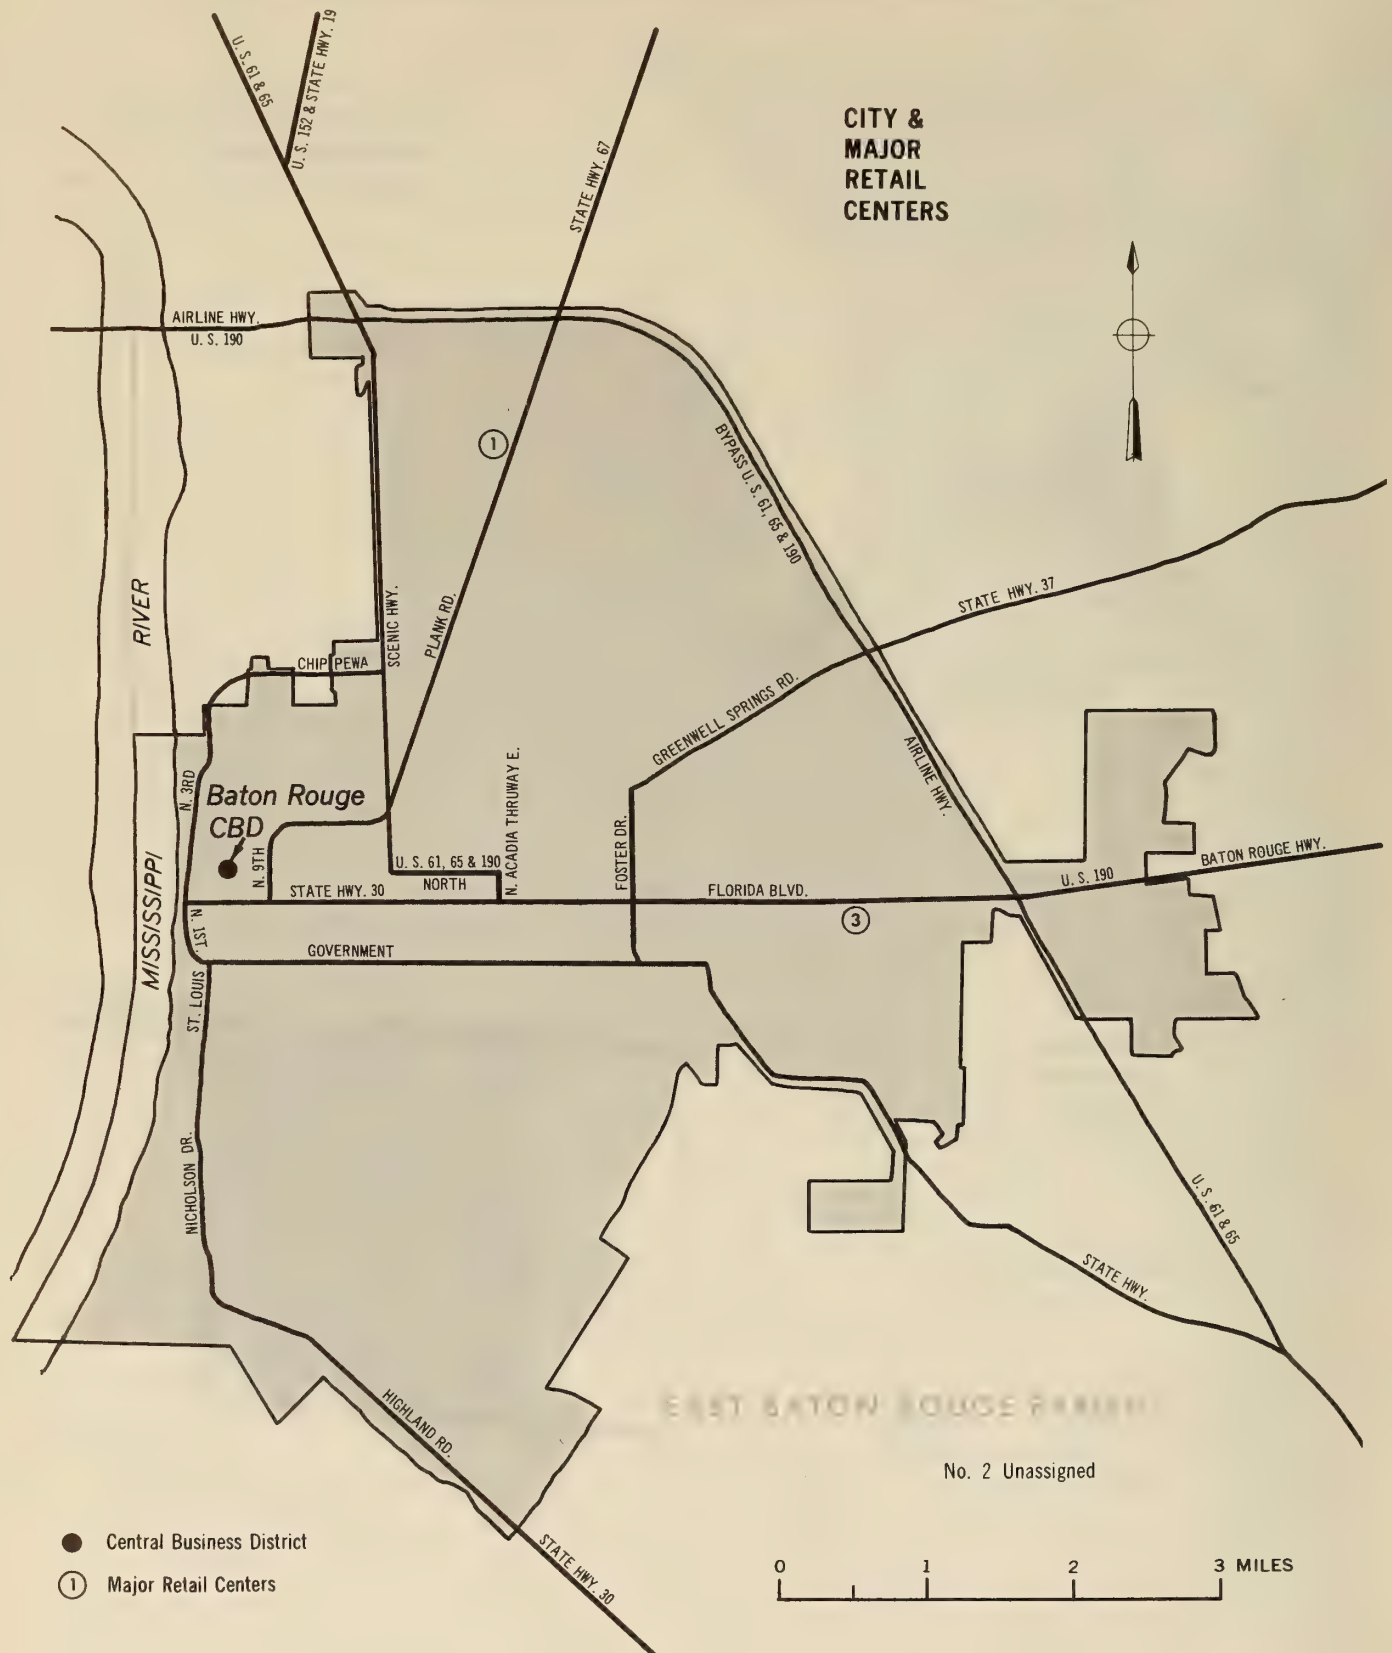 U. S. 61 & 65
U. S. 152 & STATE HWY. 19
STATE HWY. 67
CITY &
MAJOR
RETAIL
CENTERS
AIRLINE HWY.
U. S. 190
1
BYPASS U. S. 61, 65 & 190
STATE HWY. 37
RIVER
SCENIC HWY.
PLANK RD.
CHIPPEWA
GREENWELL SPRINGS RD.
AIRLINE HWY.
N. 3RD
Baton Rouge
CBD
N. 9TH
U. S. 61, 65 & 190
NORTH
N. ACADIA THRUWAY E.
FOSTER DR.
STATE HWY. 30
FLORIDA BLVD.
U. S. 190
BATON ROUGE HWY.
3
MISSISSIPPI
N. 1ST.
GOVERNMENT
ST. LOUIS
NICHOLSON DR.
U. S. 61 & 65
STATE HWY.
HIGHLAND RD.
EAST BATON ROUGE PARISH
No. 2 Unassigned
STATE HWY. 30
Central Business District
1 Major Retail Centers
0 1 2 3 MILES